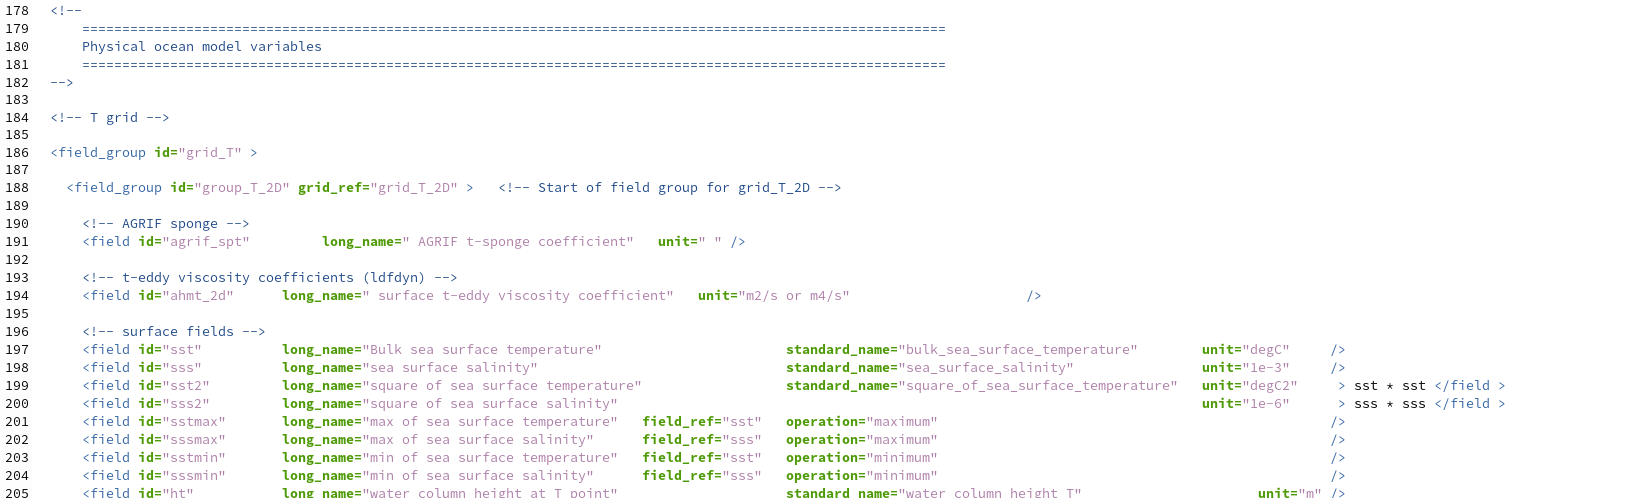 178 <!--
179 ============================================================================================================
180 Physical ocean model variables
181 ============================================================================================================
182 -->
183
184 <!-- T grid -->
185
186 <field_group id="grid_T" >
187
188 <field_group id="group_T_2D" grid_ref="grid_T_2D" > <!-- Start of field group for grid_T_2D -->
189
190 <!-- AGRIF sponge -->
191 <field id="agrif_spt" long_name=" AGRIF t-sponge coefficient" unit=" " />
192
193 <!-- t-eddy viscosity coefficients (ldfdyn) -->
194 <field id="ahmt_2d" long_name=" surface t-eddy viscosity coefficient" unit="m2/s or m4/s" />
195
196 <!-- surface fields -->
197 <field id="sst" long_name="Bulk sea surface temperature" standard_name="bulk_sea_surface_temperature" unit="degC" />
198 <field id="sss" long_name="sea surface salinity" standard_name="sea_surface_salinity" unit="1e-3" />
199 <field id="sst2" long_name="square of sea surface temperature" standard_name="square_of_sea_surface_temperature" unit="degC2" > sst * sst </field >
200 <field id="sss2" long_name="square of sea surface salinity" unit="1e-6" > sss * sss </field >
201 <field id="sstmax" long_name="max of sea surface temperature" field_ref="sst" operation="maximum" />
202 <field id="sssmax" long_name="max of sea surface salinity" field_ref="sss" operation="maximum" />
203 <field id="sstmin" long_name="min of sea surface temperature" field_ref="sst" operation="minimum" />
204 <field id="sssmin" long_name="min of sea surface salinity" field_ref="sss" operation="minimum" />
205 <field id="ht" long_name="water column height at T point" standard_name="water_column_height_T" unit="m" />